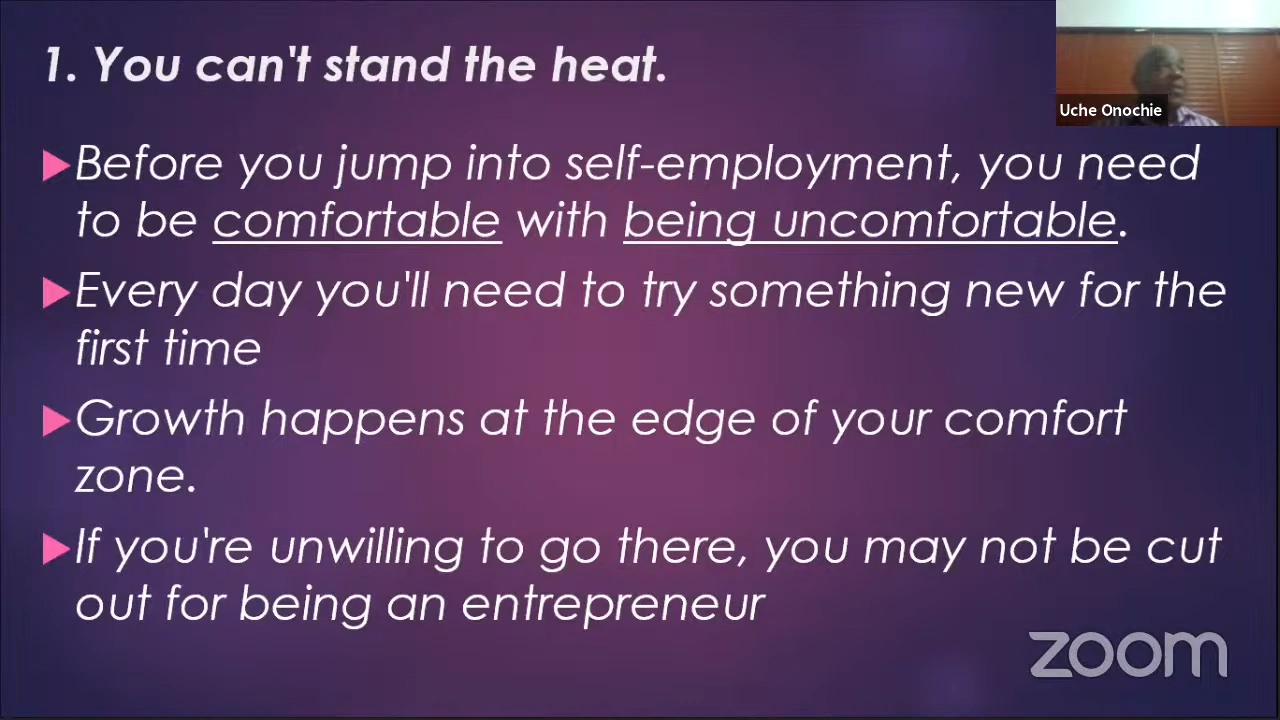 1. You can't stand the heat.
Uche Onochie
Before you jump into self-employment, you need
to be comfortable with being uncomfortable.
Every day you'll need to try something new for the
first time
Growth happens at the edge of your comfort
zone.
If you're unwilling to go there, you may not be cut
out for being an entrepreneur
zoom